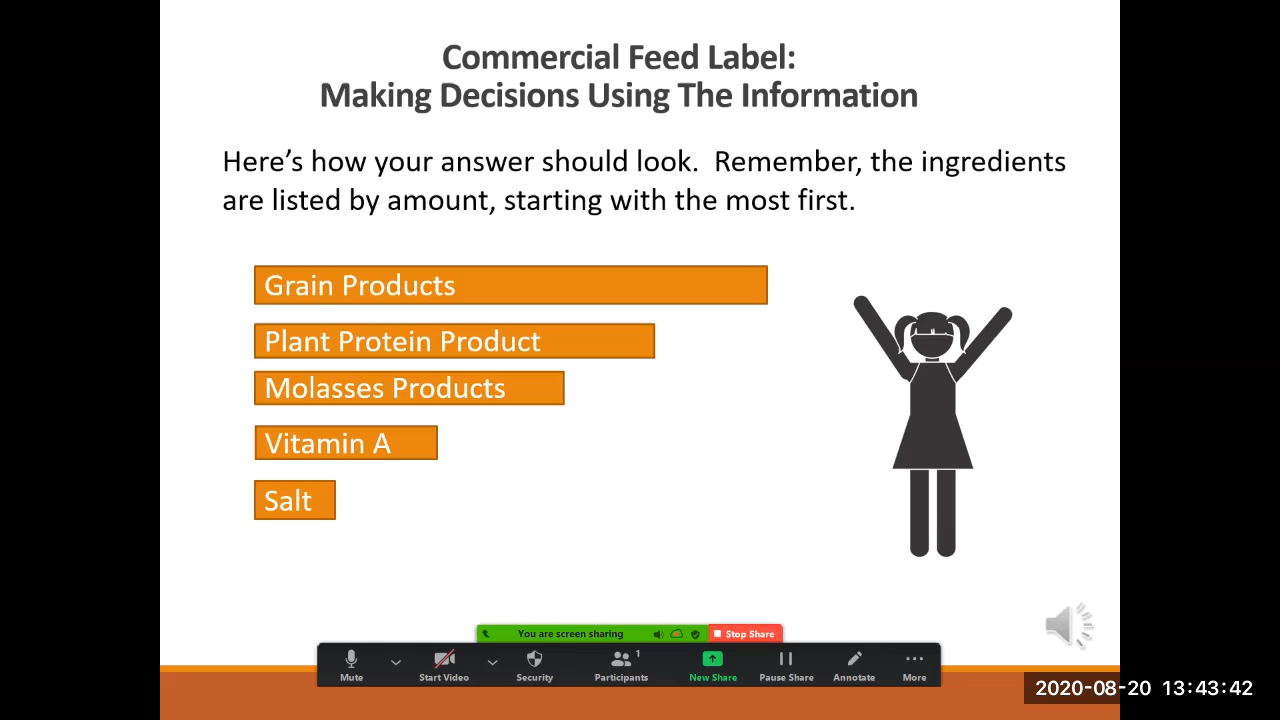 Commercial Feed Label:
Making Decisions Using The Information
Here’s how your answer should look.  Remember, the ingredients
are listed by amount, starting with the most first.
Grain Products
Plant Protein Product
Molasses Products
Vitamin A
Salt
You are screen sharing
Stop Share
1
Mute
Start Video
Security
Participants
New Share
Pause Share
Annotate
More
2020-08-20 13:43:42